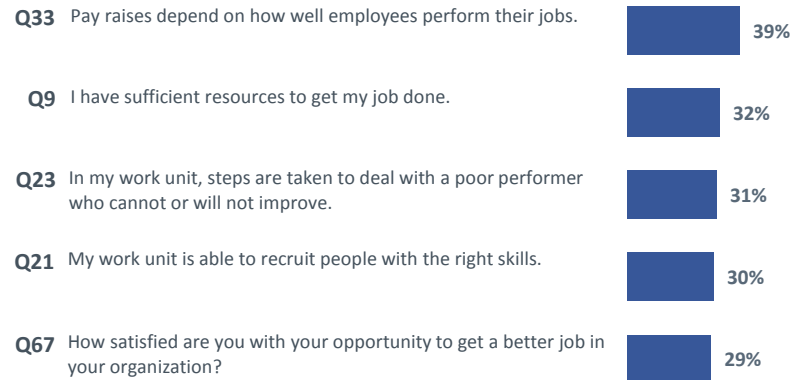 Q33 Pay raises depend on how well employees perform their jobs. 39%
Q9 I have sufficient resources to get my job done. 32%
Q23 In my work unit, steps are taken to deal with a poor performer
who cannot or will not improve. 31%
Q21 My work unit is able to recruit people with the right skills. 30%
Q67 How satisfied are you with your opportunity to get a better job in
your organization? 29%